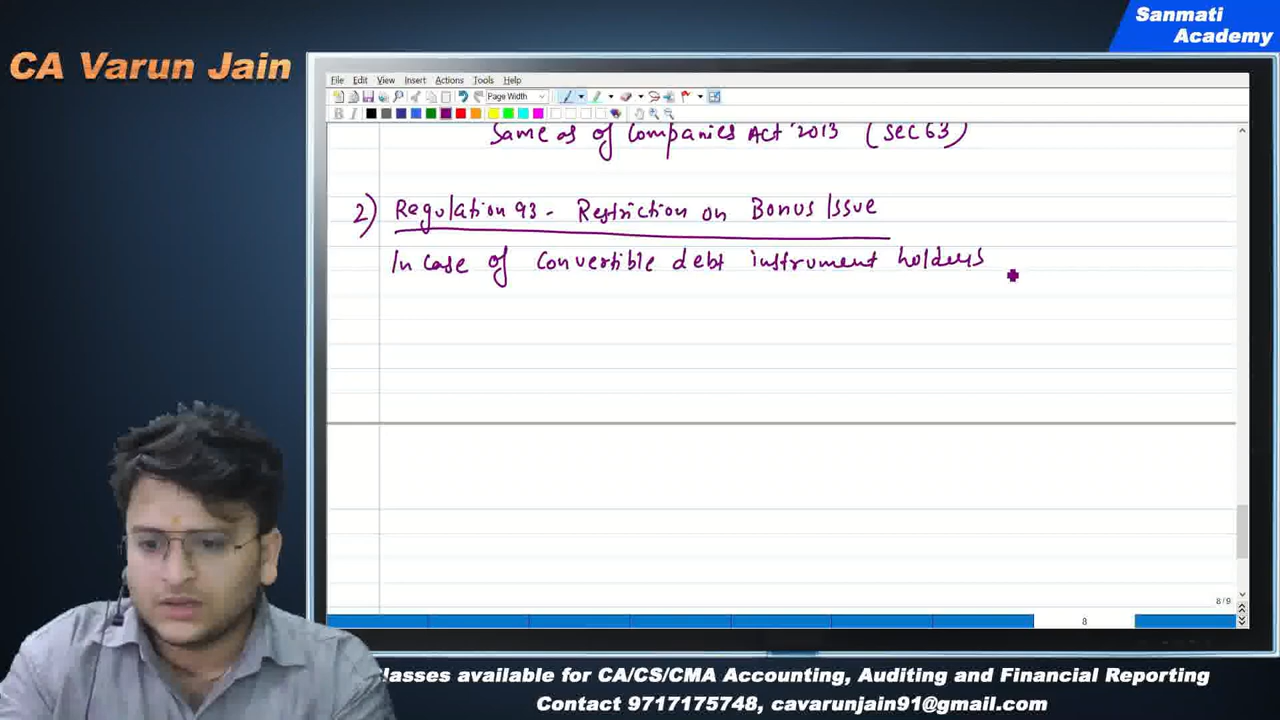 Sanmati
Academy
CA Varun Jain
File Edit View Insert Actions Tools Help
Page Width
B I
Same as of Companies Act 2013 (Sec 63)
2) Regulation 93 - Restriction on Bonus Issue
In case of Convertible debt instrument holders
8/9
8
lasses available for CA/CS/CMA Accounting, Auditing and Financial Reporting
Contact 9717175748, cavarunjain91@gmail.com